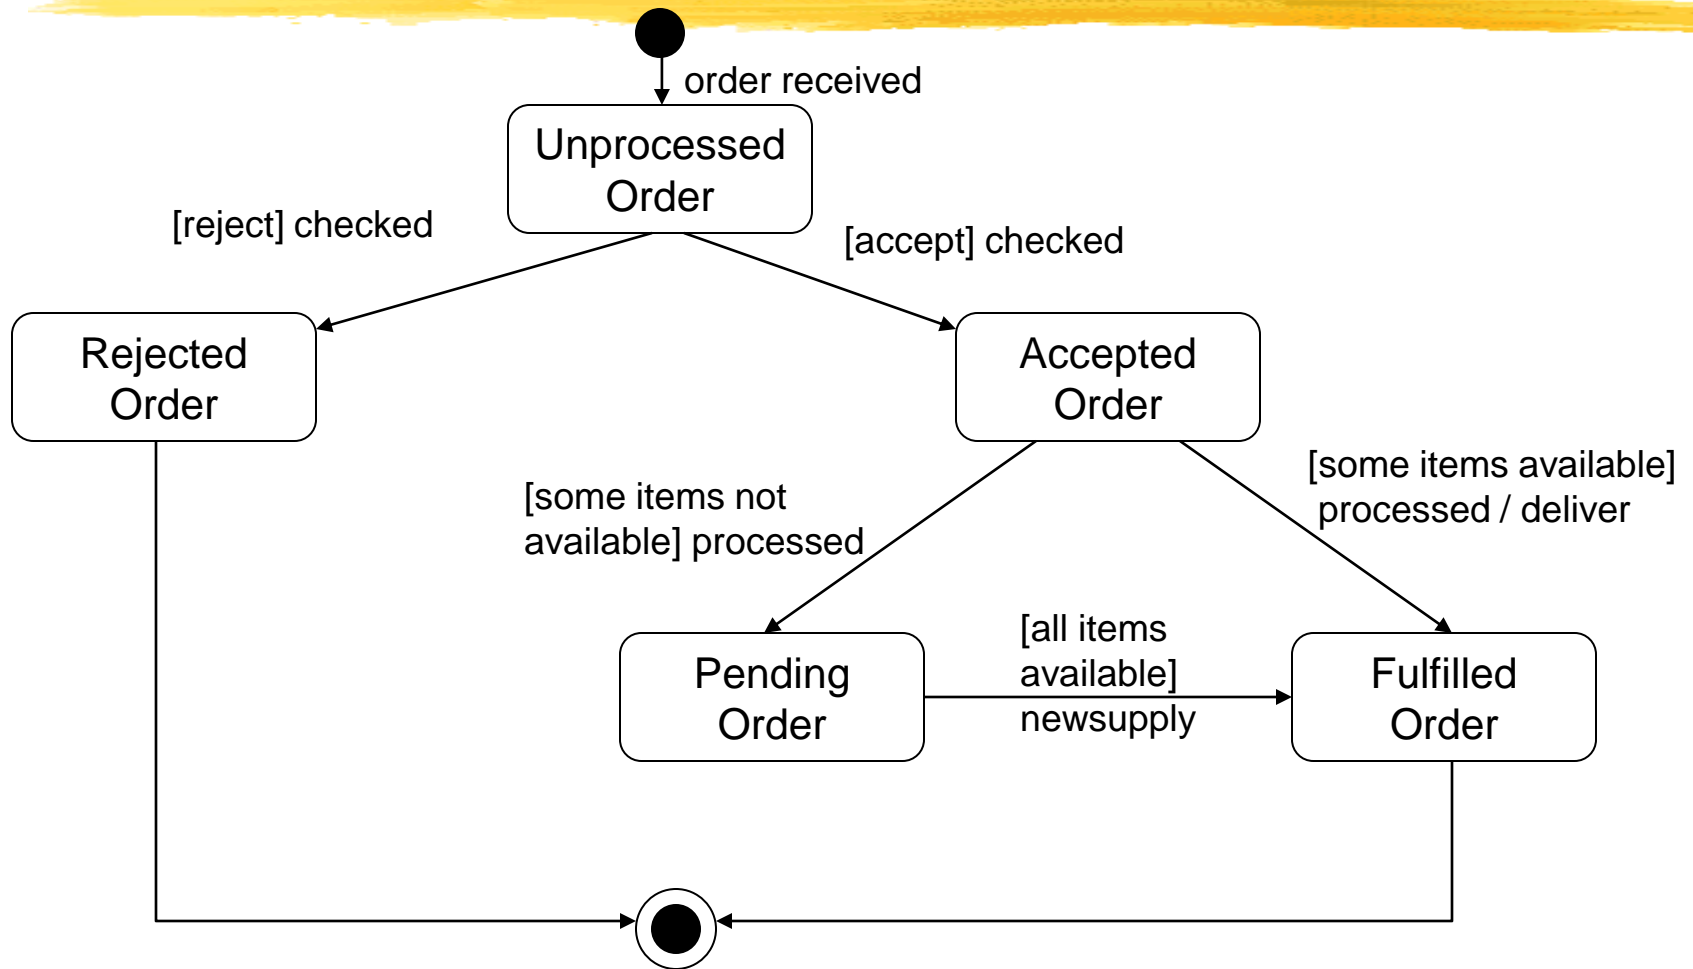 order received
Unprocessed
Order
[reject] checked
[accept] checked
Rejected
Order
Accepted
Order
[some items not
available] processed
[some items available]
processed / deliver
Pending
Order
[all items
available]
newsupply
Fulfilled
Order